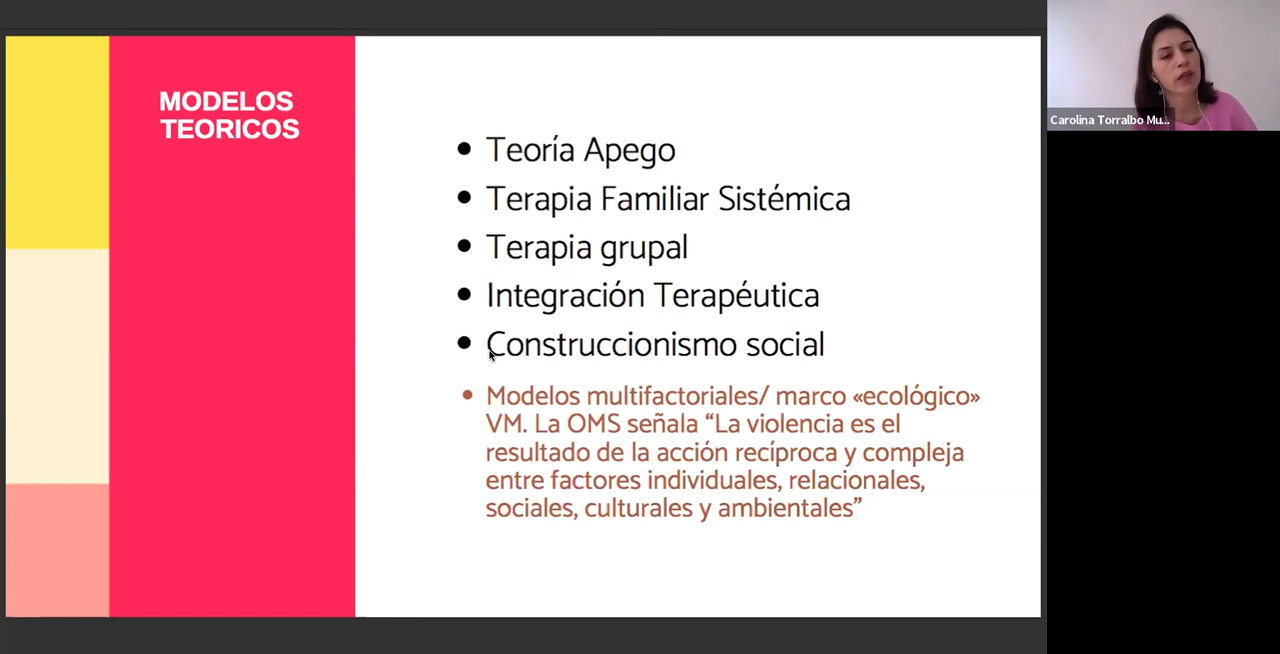 MODELOS
TEORICOS
• Teoría Apego
• Terapia Familiar Sistémica
• Terapia grupal
• Integración Terapéutica
• Construccionismo social
• Modelos multifactoriales/ marco «ecológico»
VM. La OMS señala “La violencia es el
resultado de la acción recíproca y compleja
entre factores individuales, relacionales,
sociales, culturales y ambientales”
Carolina Torralbo Mu...